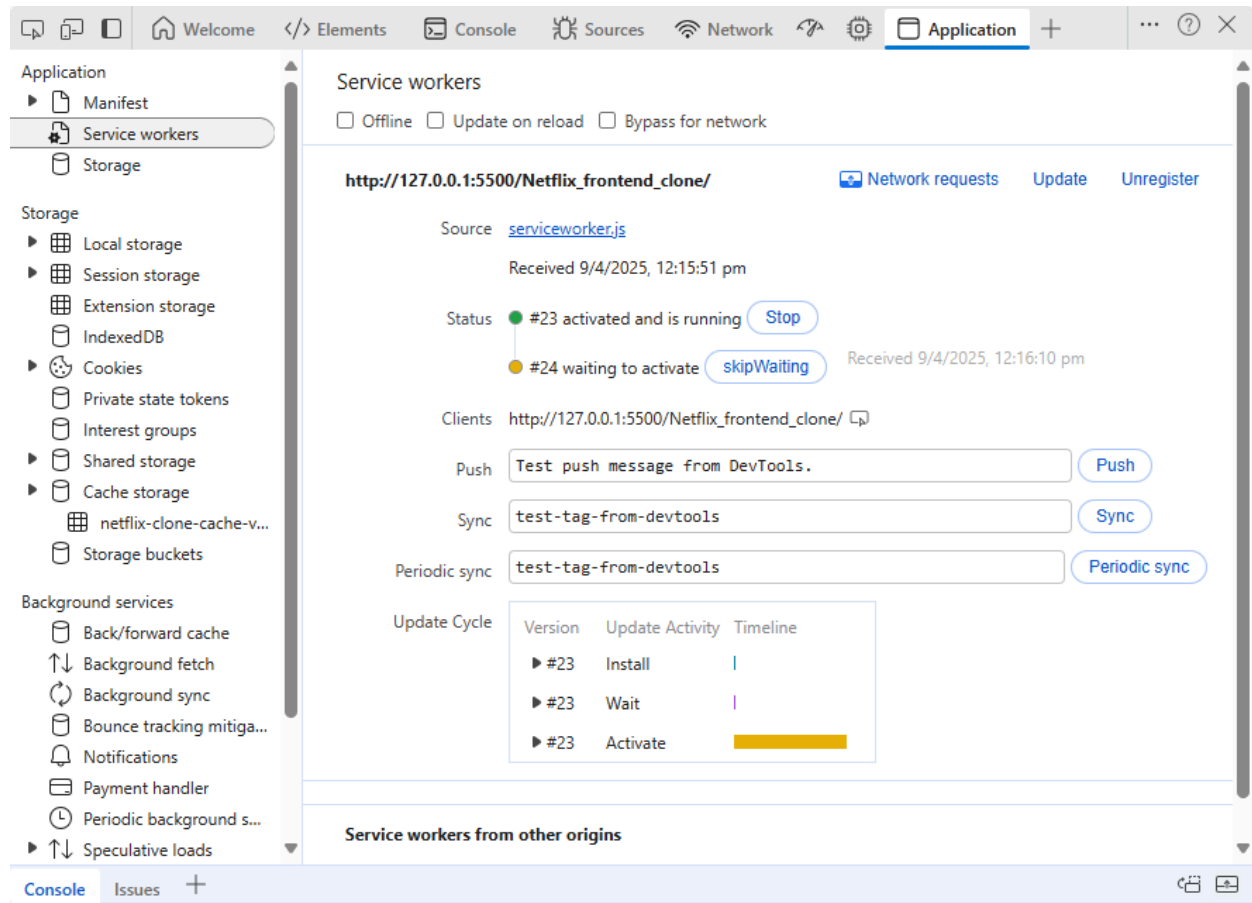 Welcome </> Elements Console Sources Network Application
Application
Manifest
Service workers
Storage
Storage
Local storage
Session storage
Extension storage
IndexedDB
Cookies
Private state tokens
Interest groups
Shared storage
Cache storage
netflix-clone-cache-v...
Storage buckets
Background services
Back/forward cache
Background fetch
Background sync
Bounce tracking mitiga...
Notifications
Payment handler
Periodic background s...
Speculative loads
Service workers
Offline Update on reload Bypass for network
http://127.0.0.1:5500/Netflix_frontend_clone/ Network requests Update Unregister
Source serviceworker.js
Received 9/4/2025, 12:15:51 pm
Status #23 activated and is running Stop
#24 waiting to activate skipWaiting Received 9/4/2025, 12:16:10 pm
Clients http://127.0.0.1:5500/Netflix_frontend_clone/
Push Test push message from DevTools. Push
Sync test-tag-from-devtools Sync
Periodic sync test-tag-from-devtools Periodic sync
Update Cycle Version Update Activity Timeline
#23 Install
#23 Wait
#23 Activate
Service workers from other origins
Console Issues